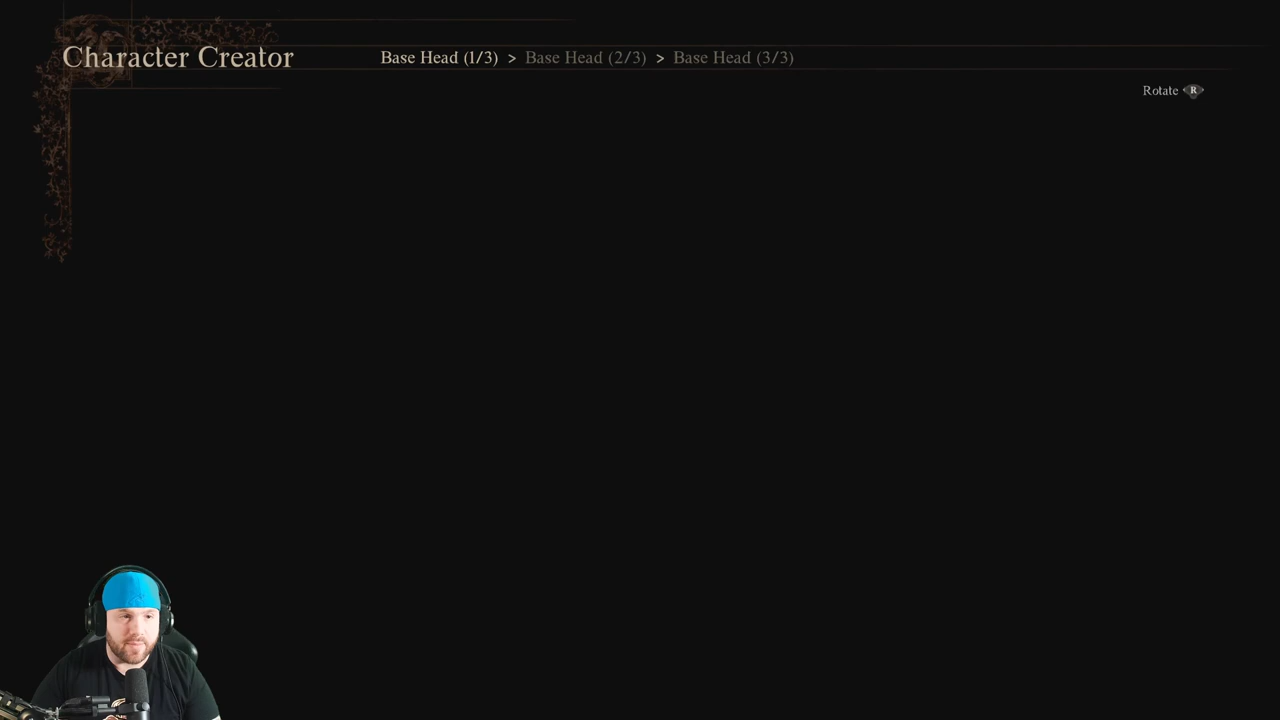 Character Creator
Base Head (1/3) > Base Head (2/3) > Base Head (3/3)
Rotate R